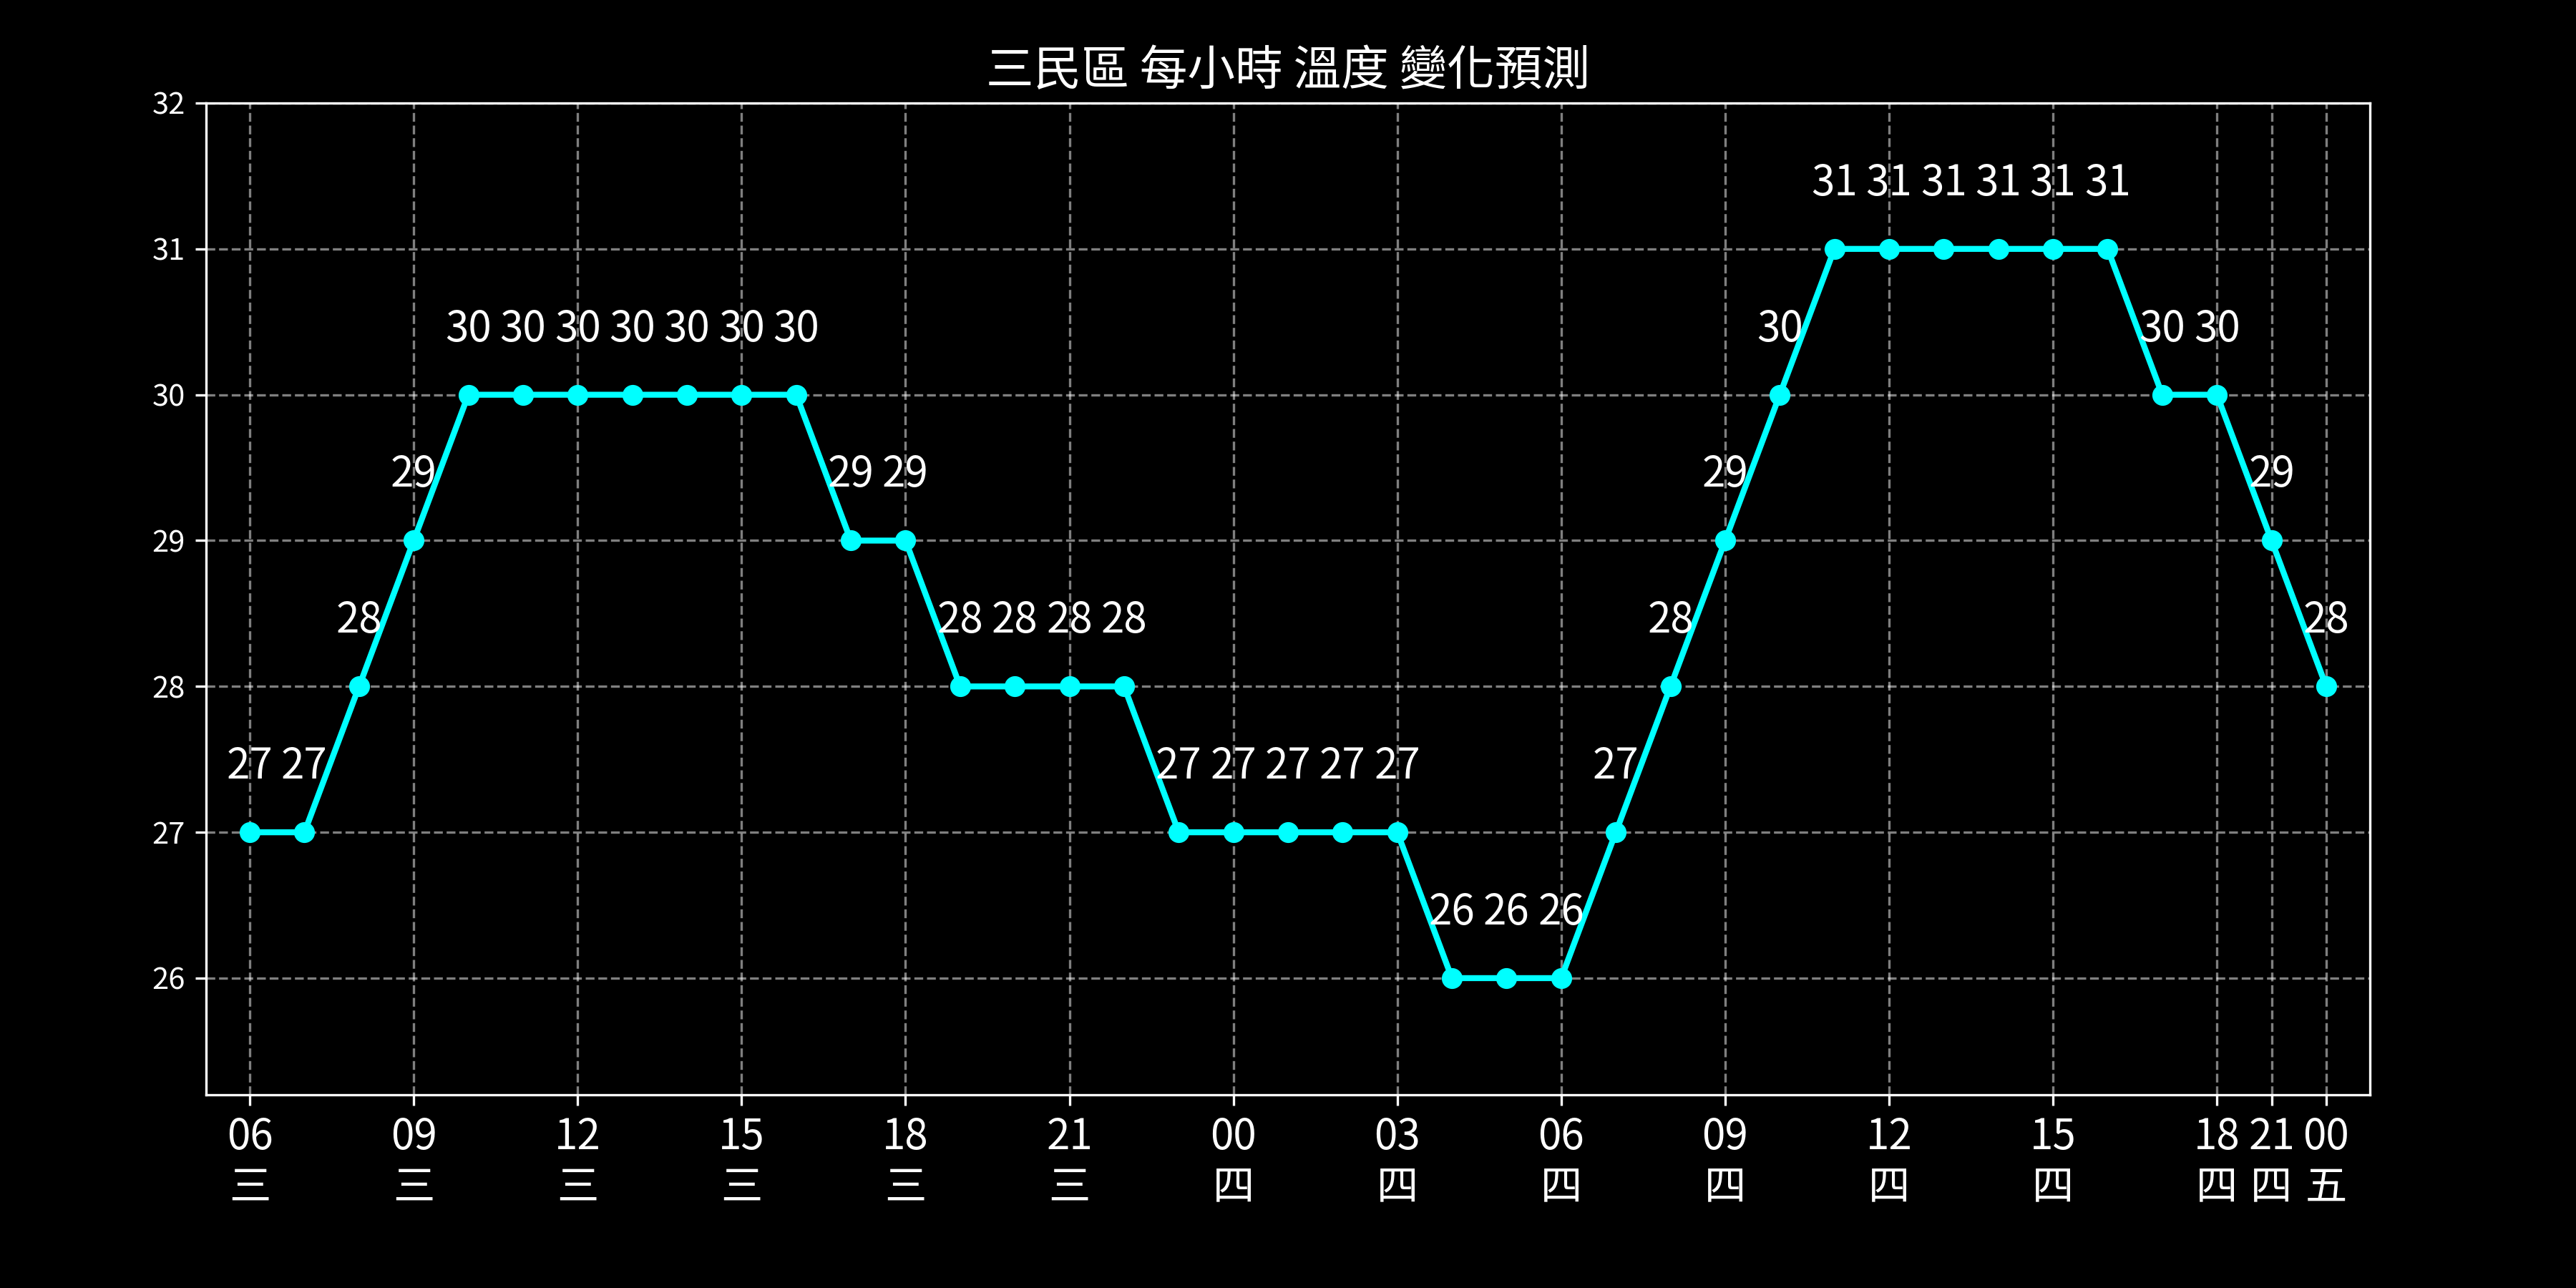 三民區 每小時 溫度 變化預測
32
31 31 31 31 31 31
31
30 30 30 30 30 30 30 30 30 30
30
29 29 29 29 29
29
28 28 28 28 28 28 28
28
27 27 27 27 27 27 27 27
27
26 26 26
26
06 09 12 15 18 21 00 03 06 09 12 15 18 21 00
三 三 三 三 三 三 四 四 四 四 四 四 四 四 五